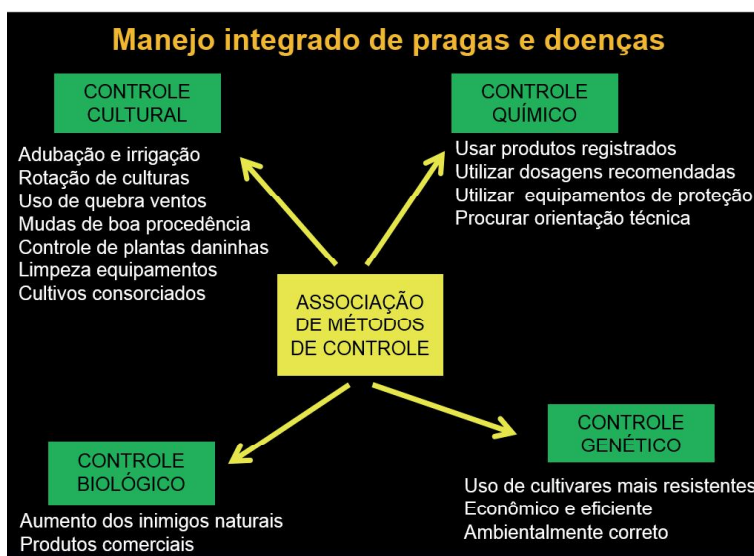 Manejo integrado de pragas e doenças
CONTROLE
CULTURAL
Adubação e irrigação
Rotação de culturas
Uso de quebra ventos
Mudas de boa procedência
Controle de plantas daninhas
Limpeza equipamentos
Cultivos consorciados
CONTROLE
QUÍMICO
Usar produtos registrados
Utilizar dosagens recomendadas
Utilizar equipamentos de proteção
Procurar orientação técnica
ASSOCIAÇÃO
DE MÉTODOS
DE CONTROLE
CONTROLE
BIOLÓGICO
Aumento dos inimigos naturais
Produtos comerciais
CONTROLE
GENÉTICO
Uso de cultivares mais resistentes
Econômico e eficiente
Ambientalmente correto